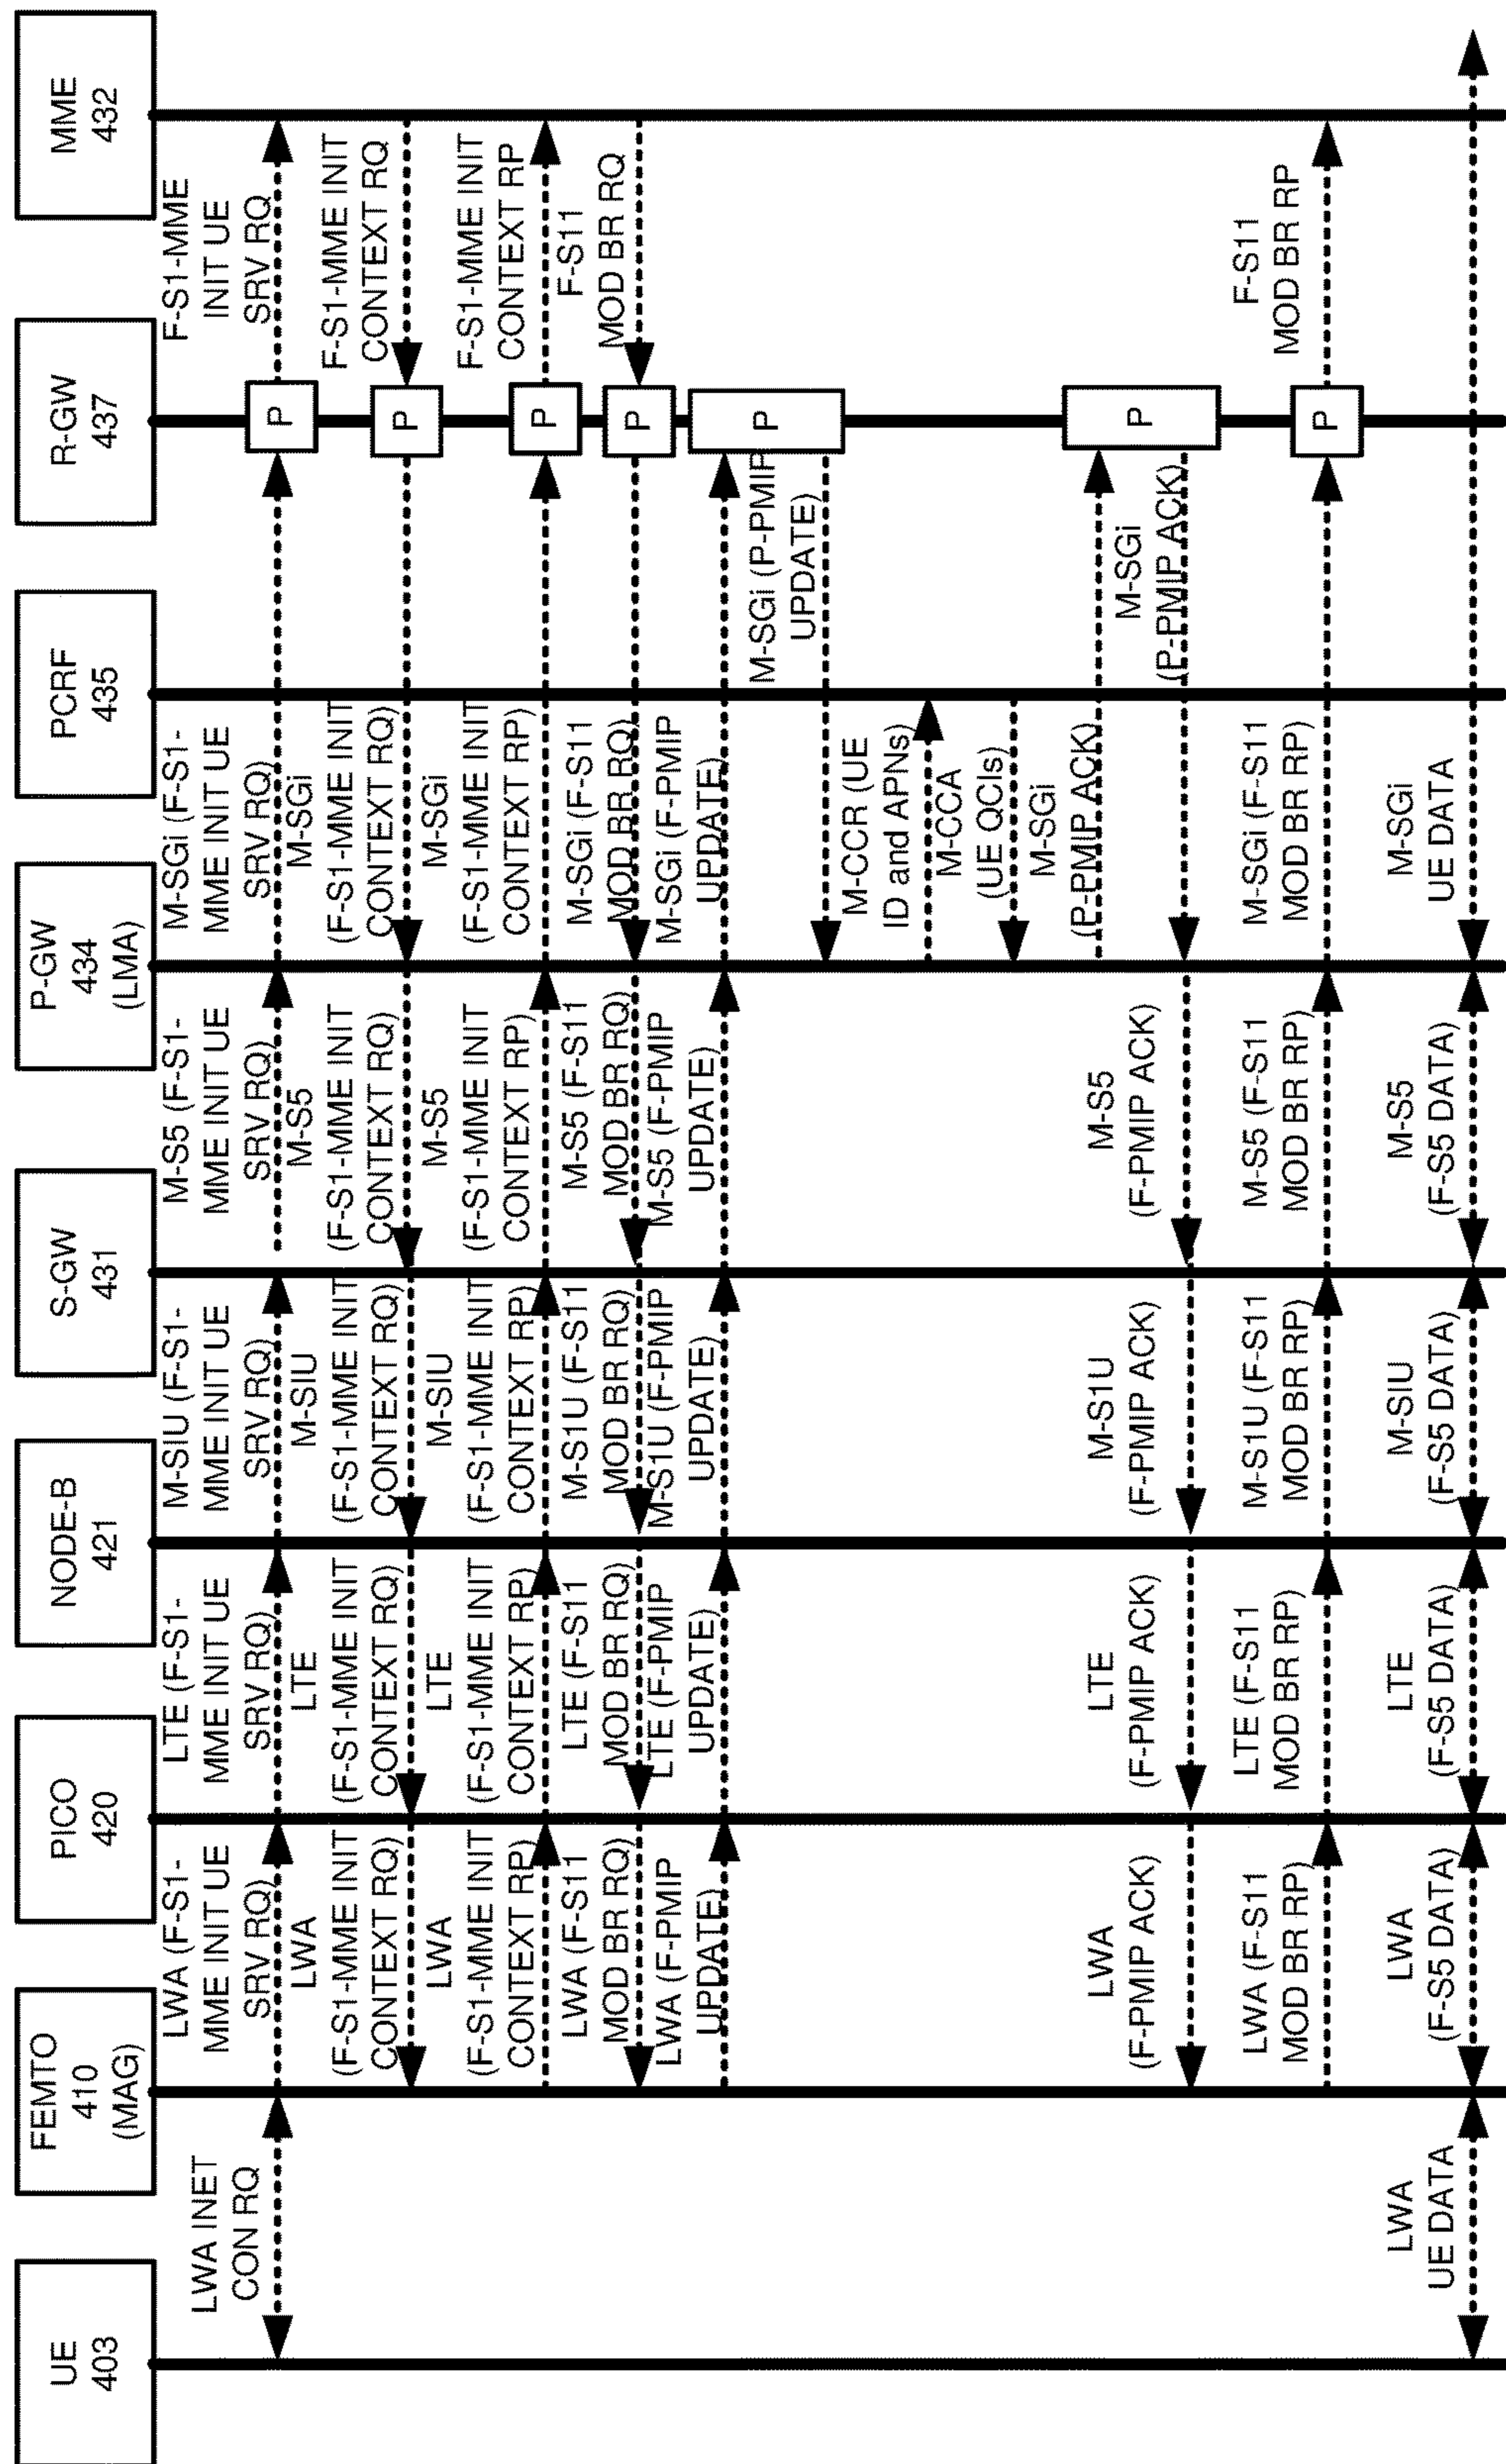 UE
403
FEMTO
410
(MAG)
PICO
420
NODE-B
421
S-GW
431
P-GW
434
(LMA)
PCRF
435
R-GW
437
MME
432
LWA INET
CON RQ
LWA (F-S1-
MME INIT UE
SRV RQ)
LTE (F-S1-
MME INIT UE
SRV RQ)
M-SIU (F-S1-
MME INIT UE
SRV RQ)
M-S5 (F-S1-
MME INIT UE
SRV RQ)
M-SGi (F-S1-
MME INIT UE
SRV RQ)
P
F-S1-MME
INIT UE
SRV RQ
LWA
(F-S1-MME INIT
CONTEXT RQ)
LTE
(F-S1-MME INIT
CONTEXT RQ)
M-SIU
(F-S1-MME INIT
CONTEXT RQ)
M-S5
(F-S1-MME INIT
CONTEXT RQ)
M-SGi
(F-S1-MME INIT
CONTEXT RQ)
P
F-S1-MME INIT
CONTEXT RQ
LWA
(F-S1-MME INIT
CONTEXT RP)
LTE
(F-S1-MME INIT
CONTEXT RP)
M-SIU
(F-S1-MME INIT
CONTEXT RP)
M-S5
(F-S1-MME INIT
CONTEXT RP)
M-SGi
(F-S1-MME INIT
CONTEXT RP)
P
F-S1-MME INIT
CONTEXT RP
LWA (F-S11
MOD BR RQ)
LTE (F-S11
MOD BR RQ)
M-S1U (F-S11
MOD BR RQ)
M-S5 (F-S11
MOD BR RQ)
M-SGi (F-S11
MOD BR RQ)
P
F-S11
MOD BR RQ
LWA (F-PMIP
UPDATE)
LTE (F-PMIP
UPDATE)
M-S1U (F-PMIP
UPDATE)
M-S5 (F-PMIP
UPDATE)
M-SGi (F-PMIP
UPDATE)
P
M-SGi (P-PMIP
UPDATE)
M-CCR (UE
ID and APNs)
M-CCA
(UE QCIs)
M-SGi
(P-PMIP ACK)
P
LWA
(F-PMIP ACK)
LTE
(F-PMIP ACK)
M-S1U
(F-PMIP ACK)
M-S5
(F-PMIP ACK)
M-SGi
(P-PMIP ACK)
LWA (F-S11
MOD BR RP)
LTE (F-S11
MOD BR RP)
M-S1U (F-S11
MOD BR RP)
M-S5 (F-S11
MOD BR RP)
M-SGi (F-S11
MOD BR RP)
P
F-S11
MOD BR RP
LWA
UE DATA
LWA
(F-S5 DATA)
LTE
(F-S5 DATA)
M-SIU
(F-S5 DATA)
M-S5
(F-S5 DATA)
M-SGi
UE DATA